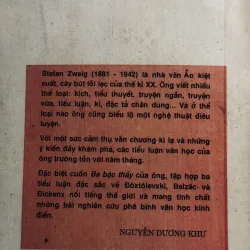 Stefan Zweig (1881 - 1942) là nhà văn Áo kiệt
xuất, cây bút lỗi lạc của thế kỉ XX. Ông viết nhiều
thể loại: kịch, tiểu thuyết, truyện ngắn, truyện
vừa, tiểu luận, kí, đặc tả chân dung... Và ở thể
loại nào ông cũng biểu lộ một nghệ thuật điêu
luyện.
Với một sức cảm thụ văn chương kì lạ và những
ý kiến đầy khám phá, các tiểu luận văn học của
ông trường tồn với năm tháng.
Đặc biệt cuốn Ba bậc thầy của ông, tập hợp ba
tiểu luận đặc sắc về Đôxtôievxki, Balzăc và
Đickenx nổi tiếng thế giới và mang tính chất
những bài nghiên cứu phê bình văn học kinh
điển.
NGUYỄN DƯƠNG KHƯ